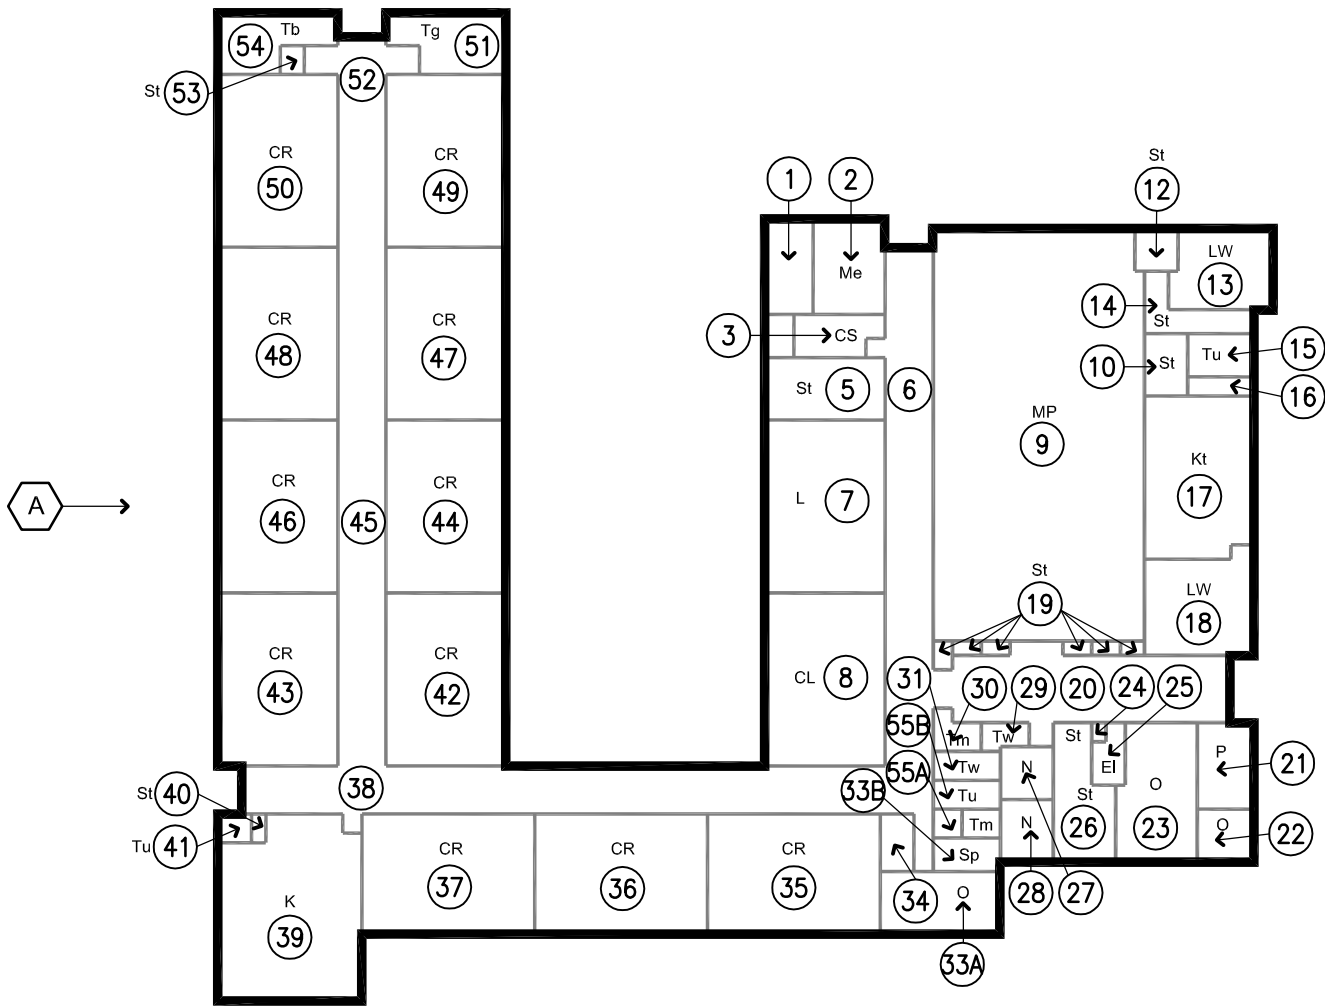 54 Tb Tg 51
St 53 52
CR 50
CR 49
1 2
St 12
Me
LW 13
14 St
3 CS
10 St
Tu 15
16
CR 48
CR 47
St 5 6
MP 9
Kt 17
A
CR 46
45
CR 44
L 7
St 19
LW 18
CR 43
CR 42
CL 8
31 30 29 20 24 25
55B Tm Tw St
Tw N El O P 21
55A
38
St 40
33B Tu St
Tu 41
Tm N 26 23 O 22
Sp
CR 37
CR 36
CR 35
34 O 28 27
K 39
33A